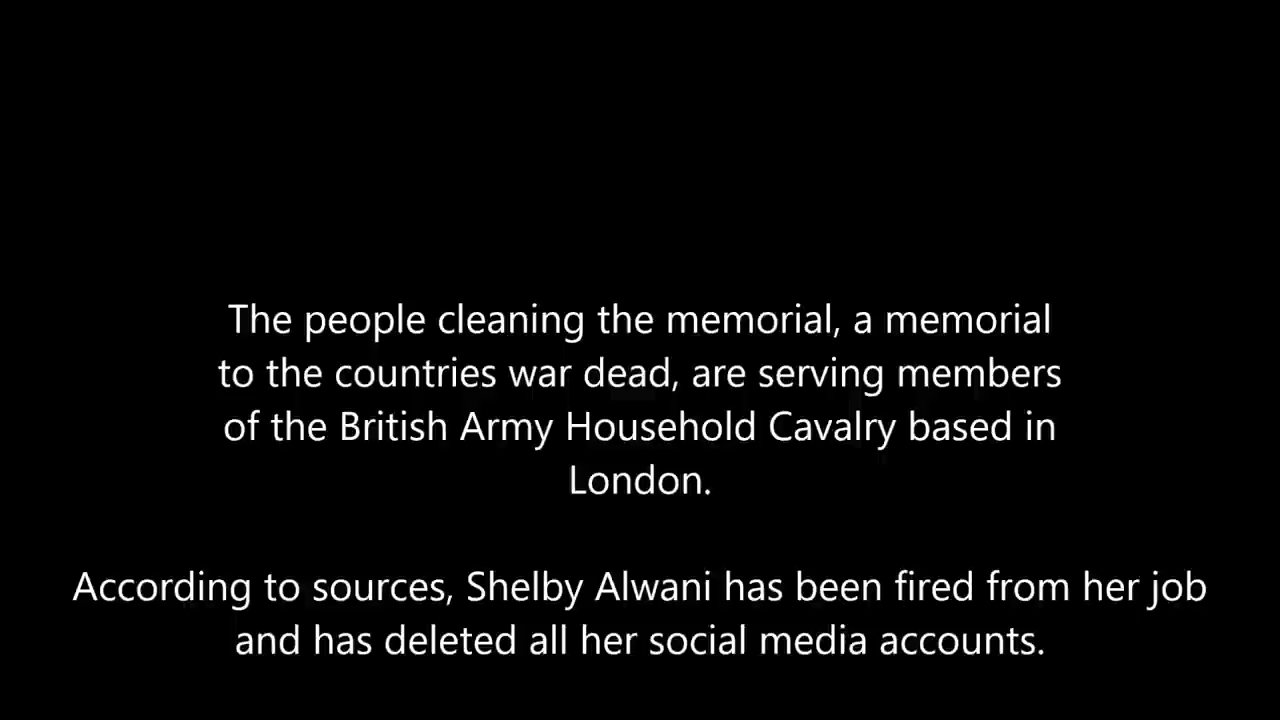 The people cleaning the memorial, a memorial
to the countries war dead, are serving members
of the British Army Household Cavalry based in
London.
According to sources, Shelby Alwani has been fired from her job
and has deleted all her social media accounts.